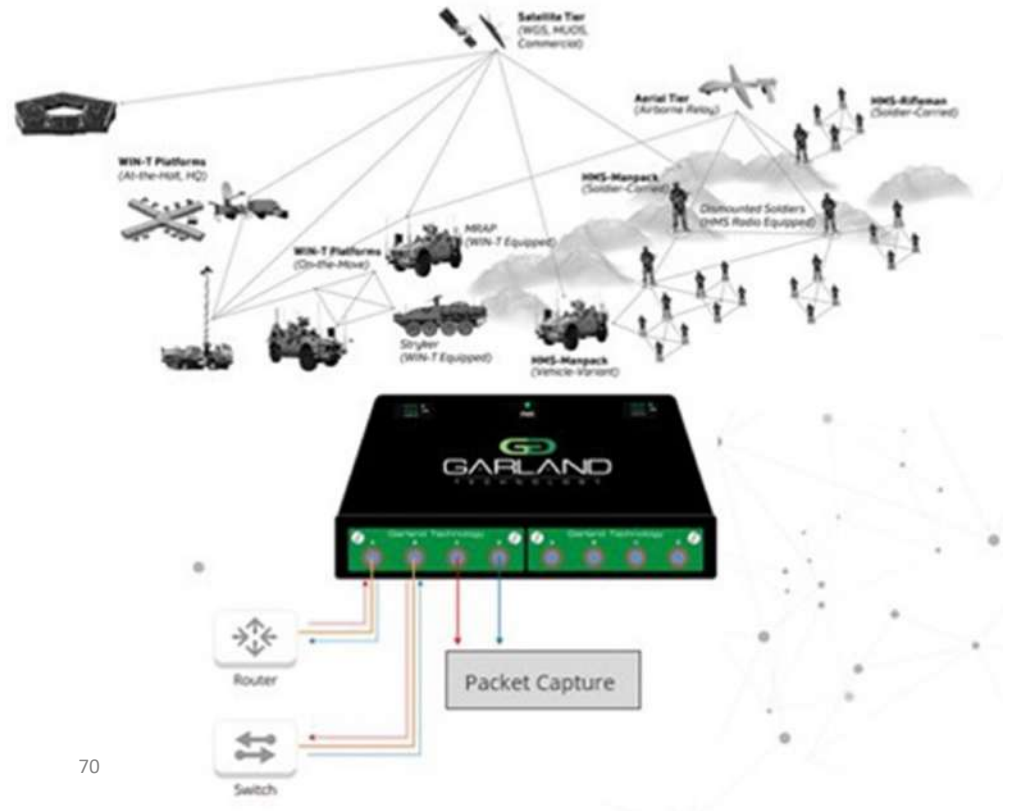 Satellite Tier
(WGS, MUOS,
Commercial)
Aerial Tier
(Airborne Relay)
HMS-Rifleman
(Soldier-Carried)
WIN-T Platforms
(At-the-Halt, HQ)
HMS-Manpack
(Soldier-Carried)
Dismounted Soldiers
(HMS Radio Equipped)
MRAP
(WIN-T Equipped)
WIN-T Platforms
(On-the-Move)
Stryker
(WIN-T Equipped)
HMS-Manpack
(Vehicle-Variant)
GARLAND
TECHNOLOGY
Garland Technology
Garland Technology
Router
Packet Capture
Switch
70